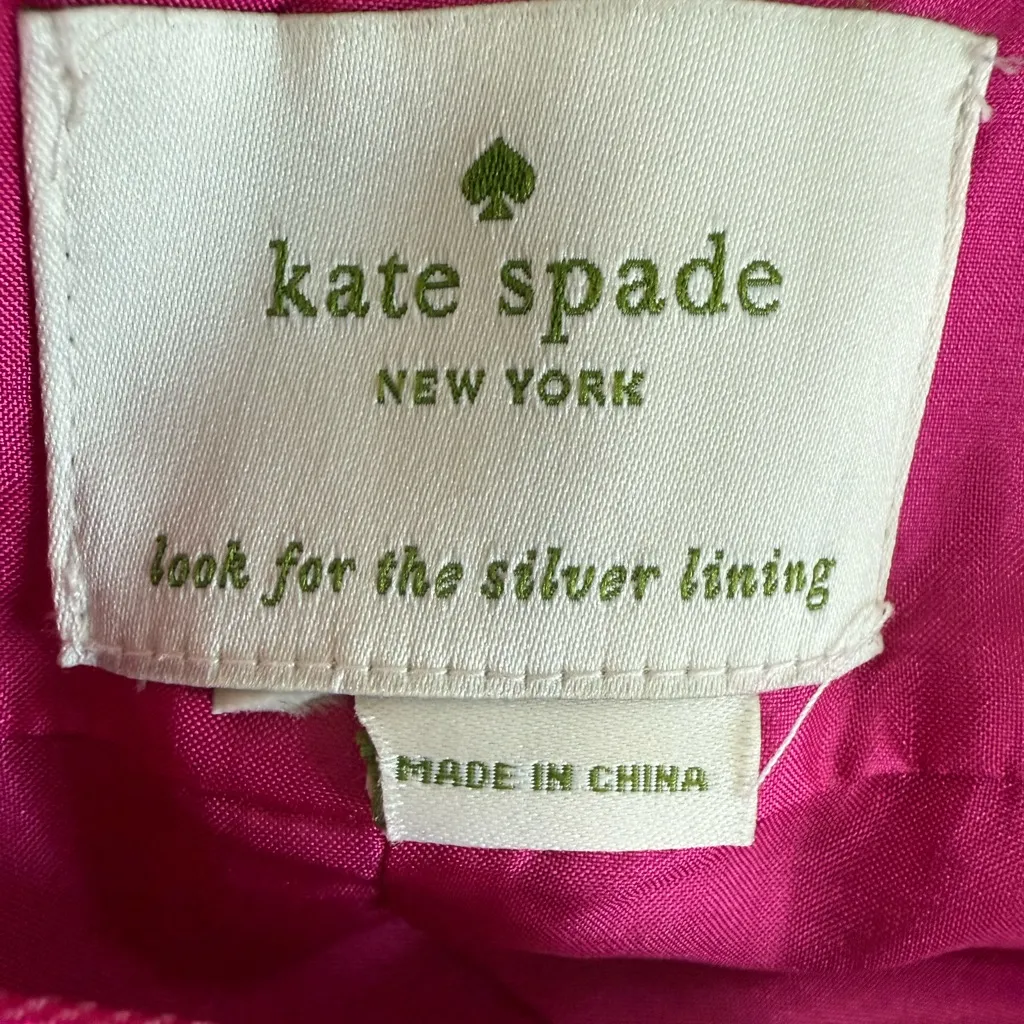 kate spade
NEW YORK
look for the silver lining
MADE IN CHINA